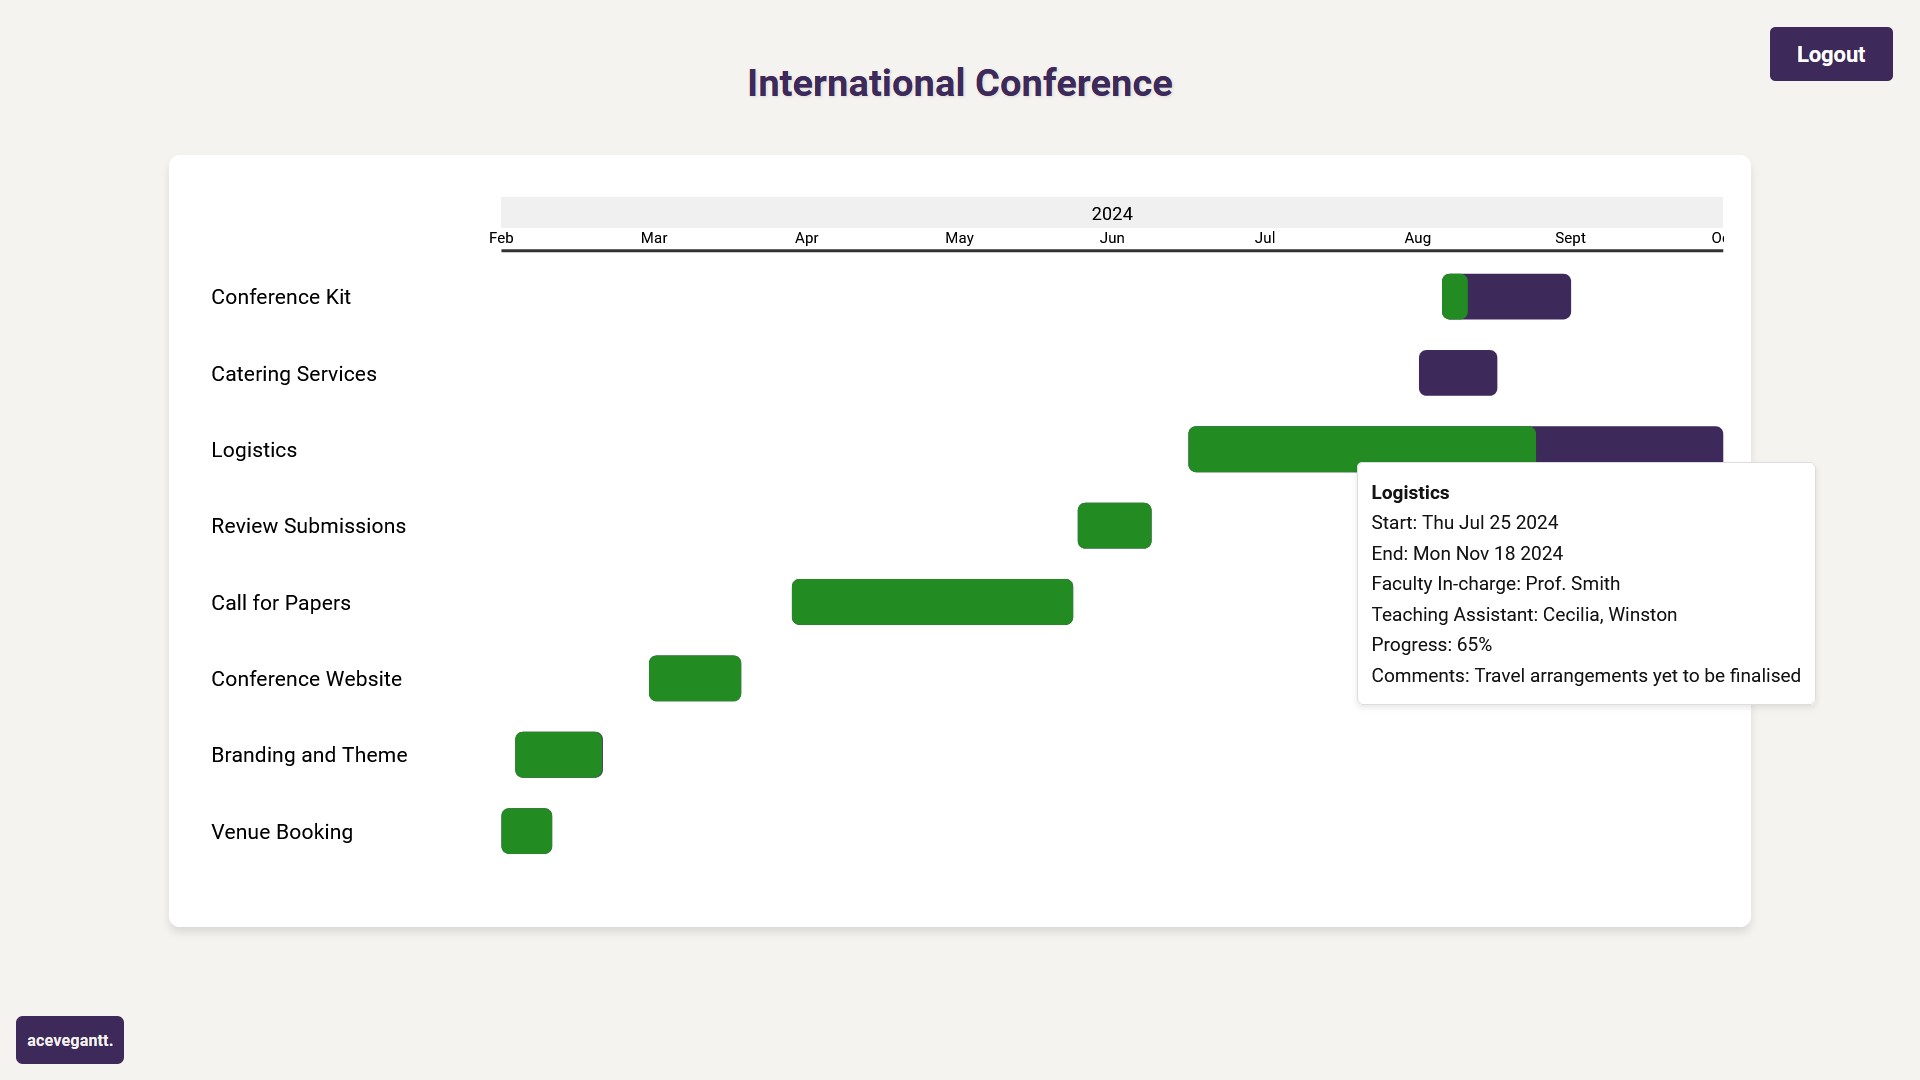 Logout
International Conference
2024
Feb Mar Apr May Jun Jul Aug Sept
Conference Kit
Catering Services
Logistics
Logistics
Start: Thu Jul 25 2024
End: Mon Nov 18 2024
Faculty In-charge: Prof. Smith
Teaching Assistant: Cecilia, Winston
Progress: 65%
Comments: Travel arrangements yet to be finalised
Review Submissions
Call for Papers
Conference Website
Branding and Theme
Venue Booking
acevegantt.